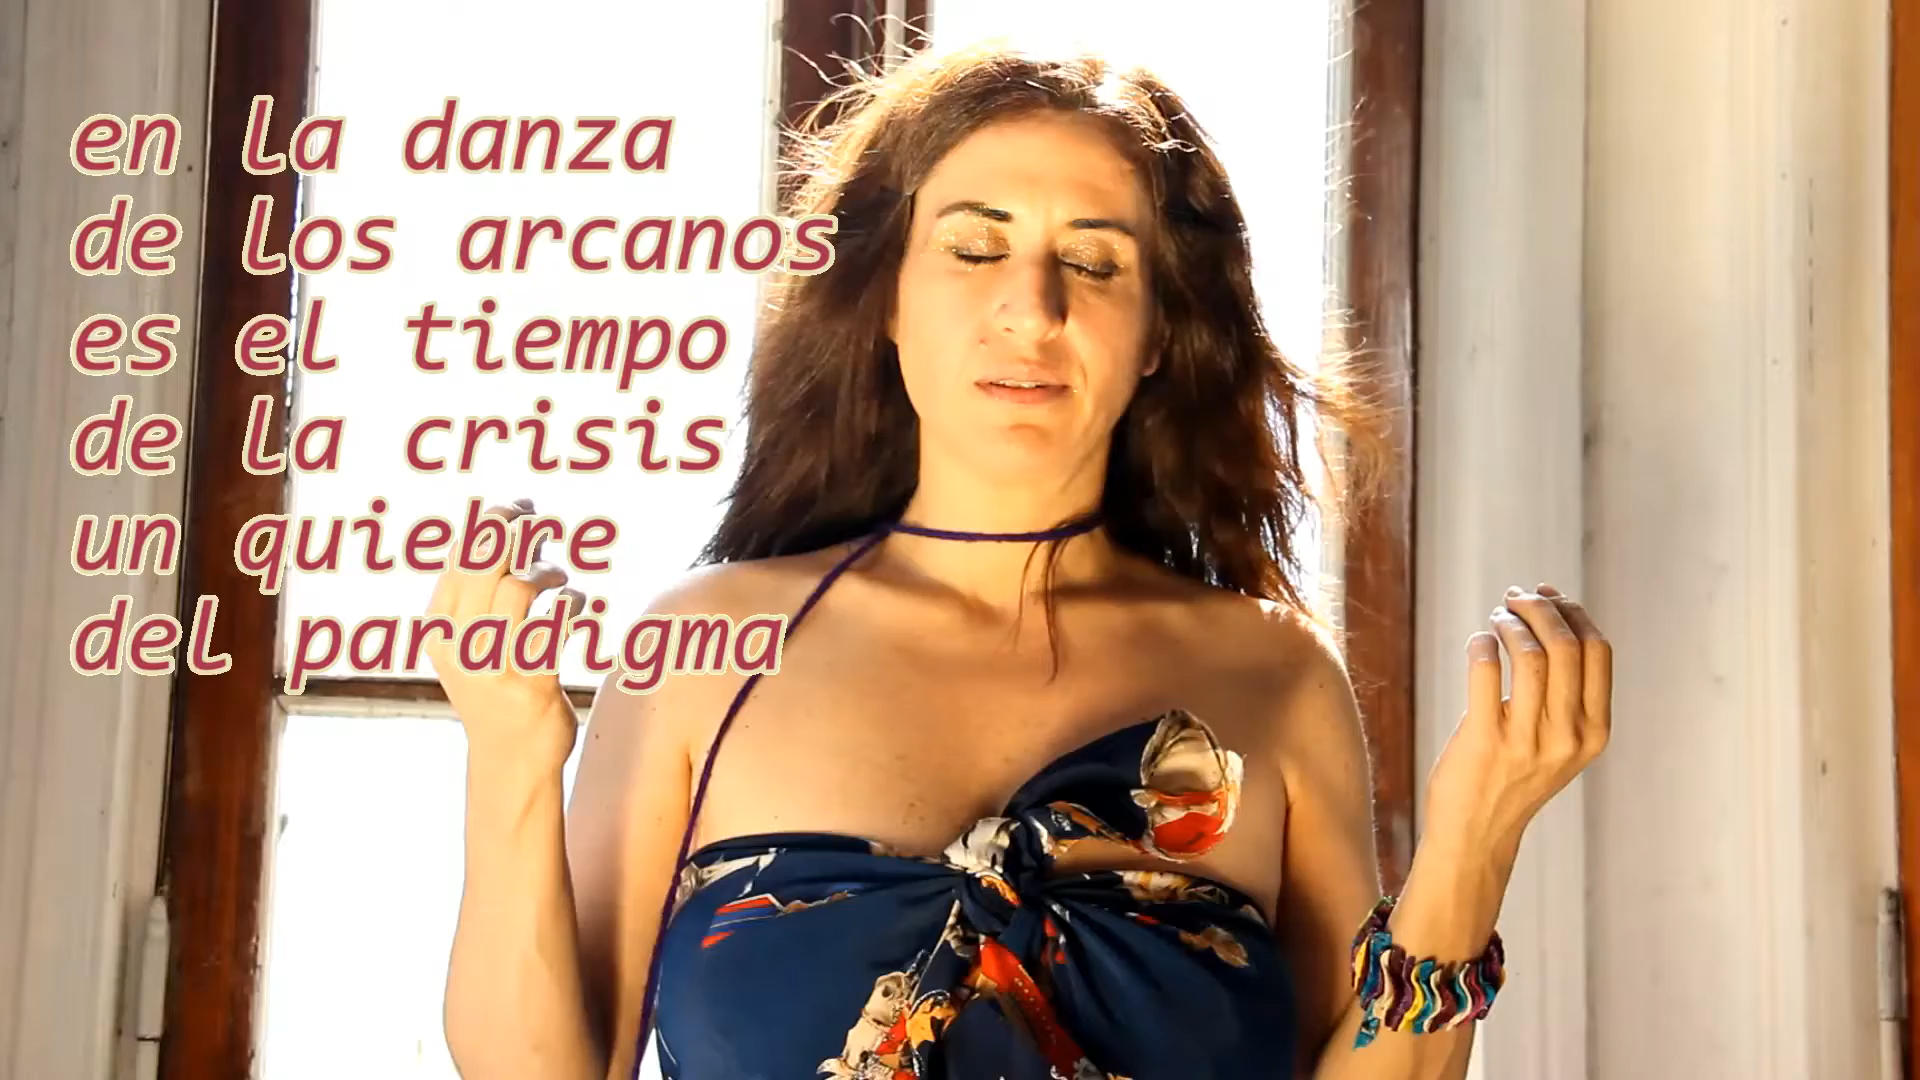 en la danza
de los arcanos
es el tiempo
de la crisis
un quiebre
del paradigma